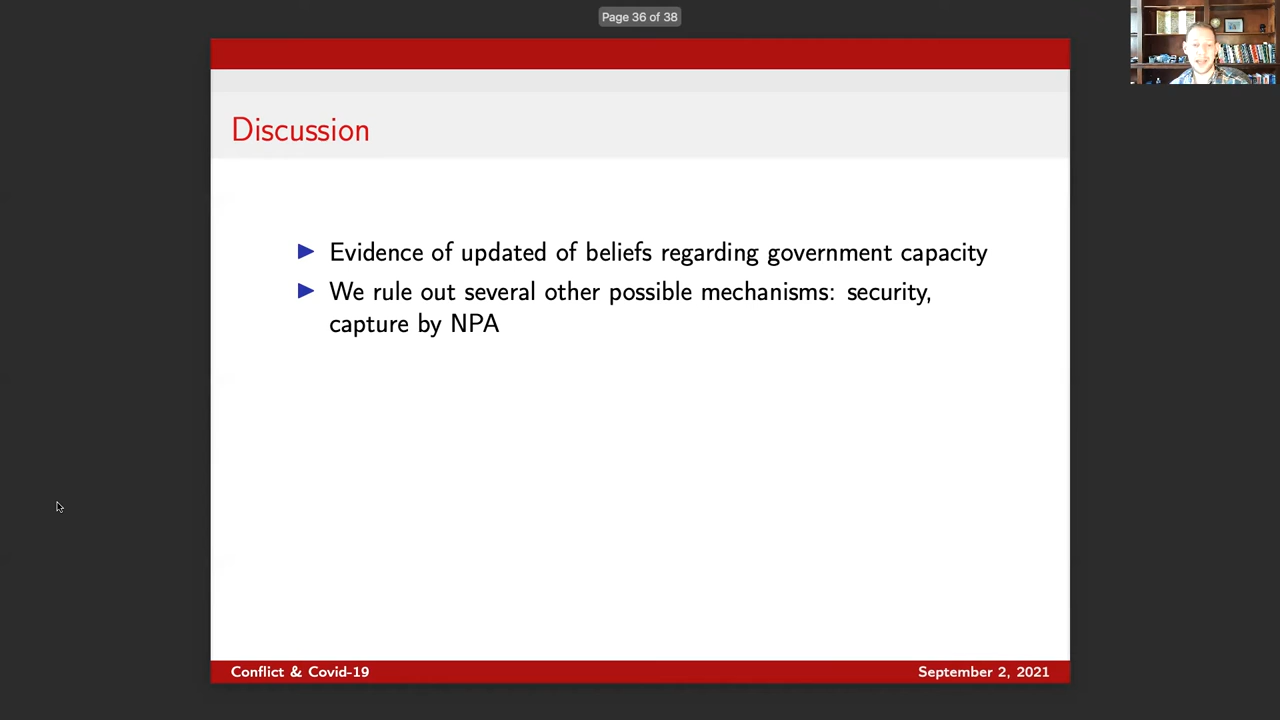 Page 36 of 38
Discussion
Evidence of updated of beliefs regarding government capacity
We rule out several other possible mechanisms: security,
capture by NPA
Conflict & Covid-19
September 2, 2021